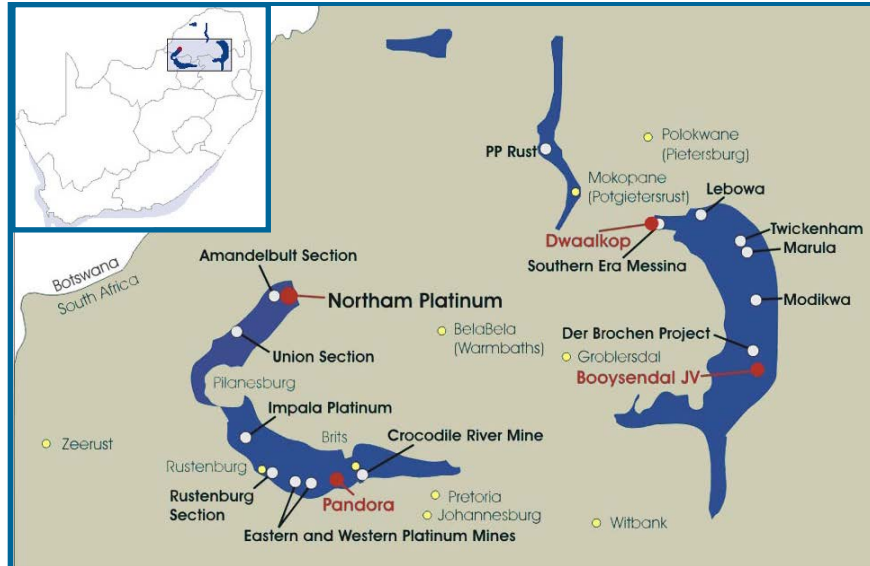 Polokwane
(Pietersburg)
PP Rust
Mokopane
(Potgietersrust)
Lebowa
Twickenham
Dwaalkop
Marula
Amandelbult Section
Southern Era Messina
Botswana
South Africa
Northam Platinum
Modikwa
BelaBela
(Warmbaths)
Der Brochen Project
Union Section
Groblersdal
Booysendal JV
Pilanesburg
Impala Platinum
Zeerust
Brits
Crocodile River Mine
Rustenburg
Rustenburg
Section
Pandora
Pretoria
Johannesburg
Witbank
Eastern and Western Platinum Mines